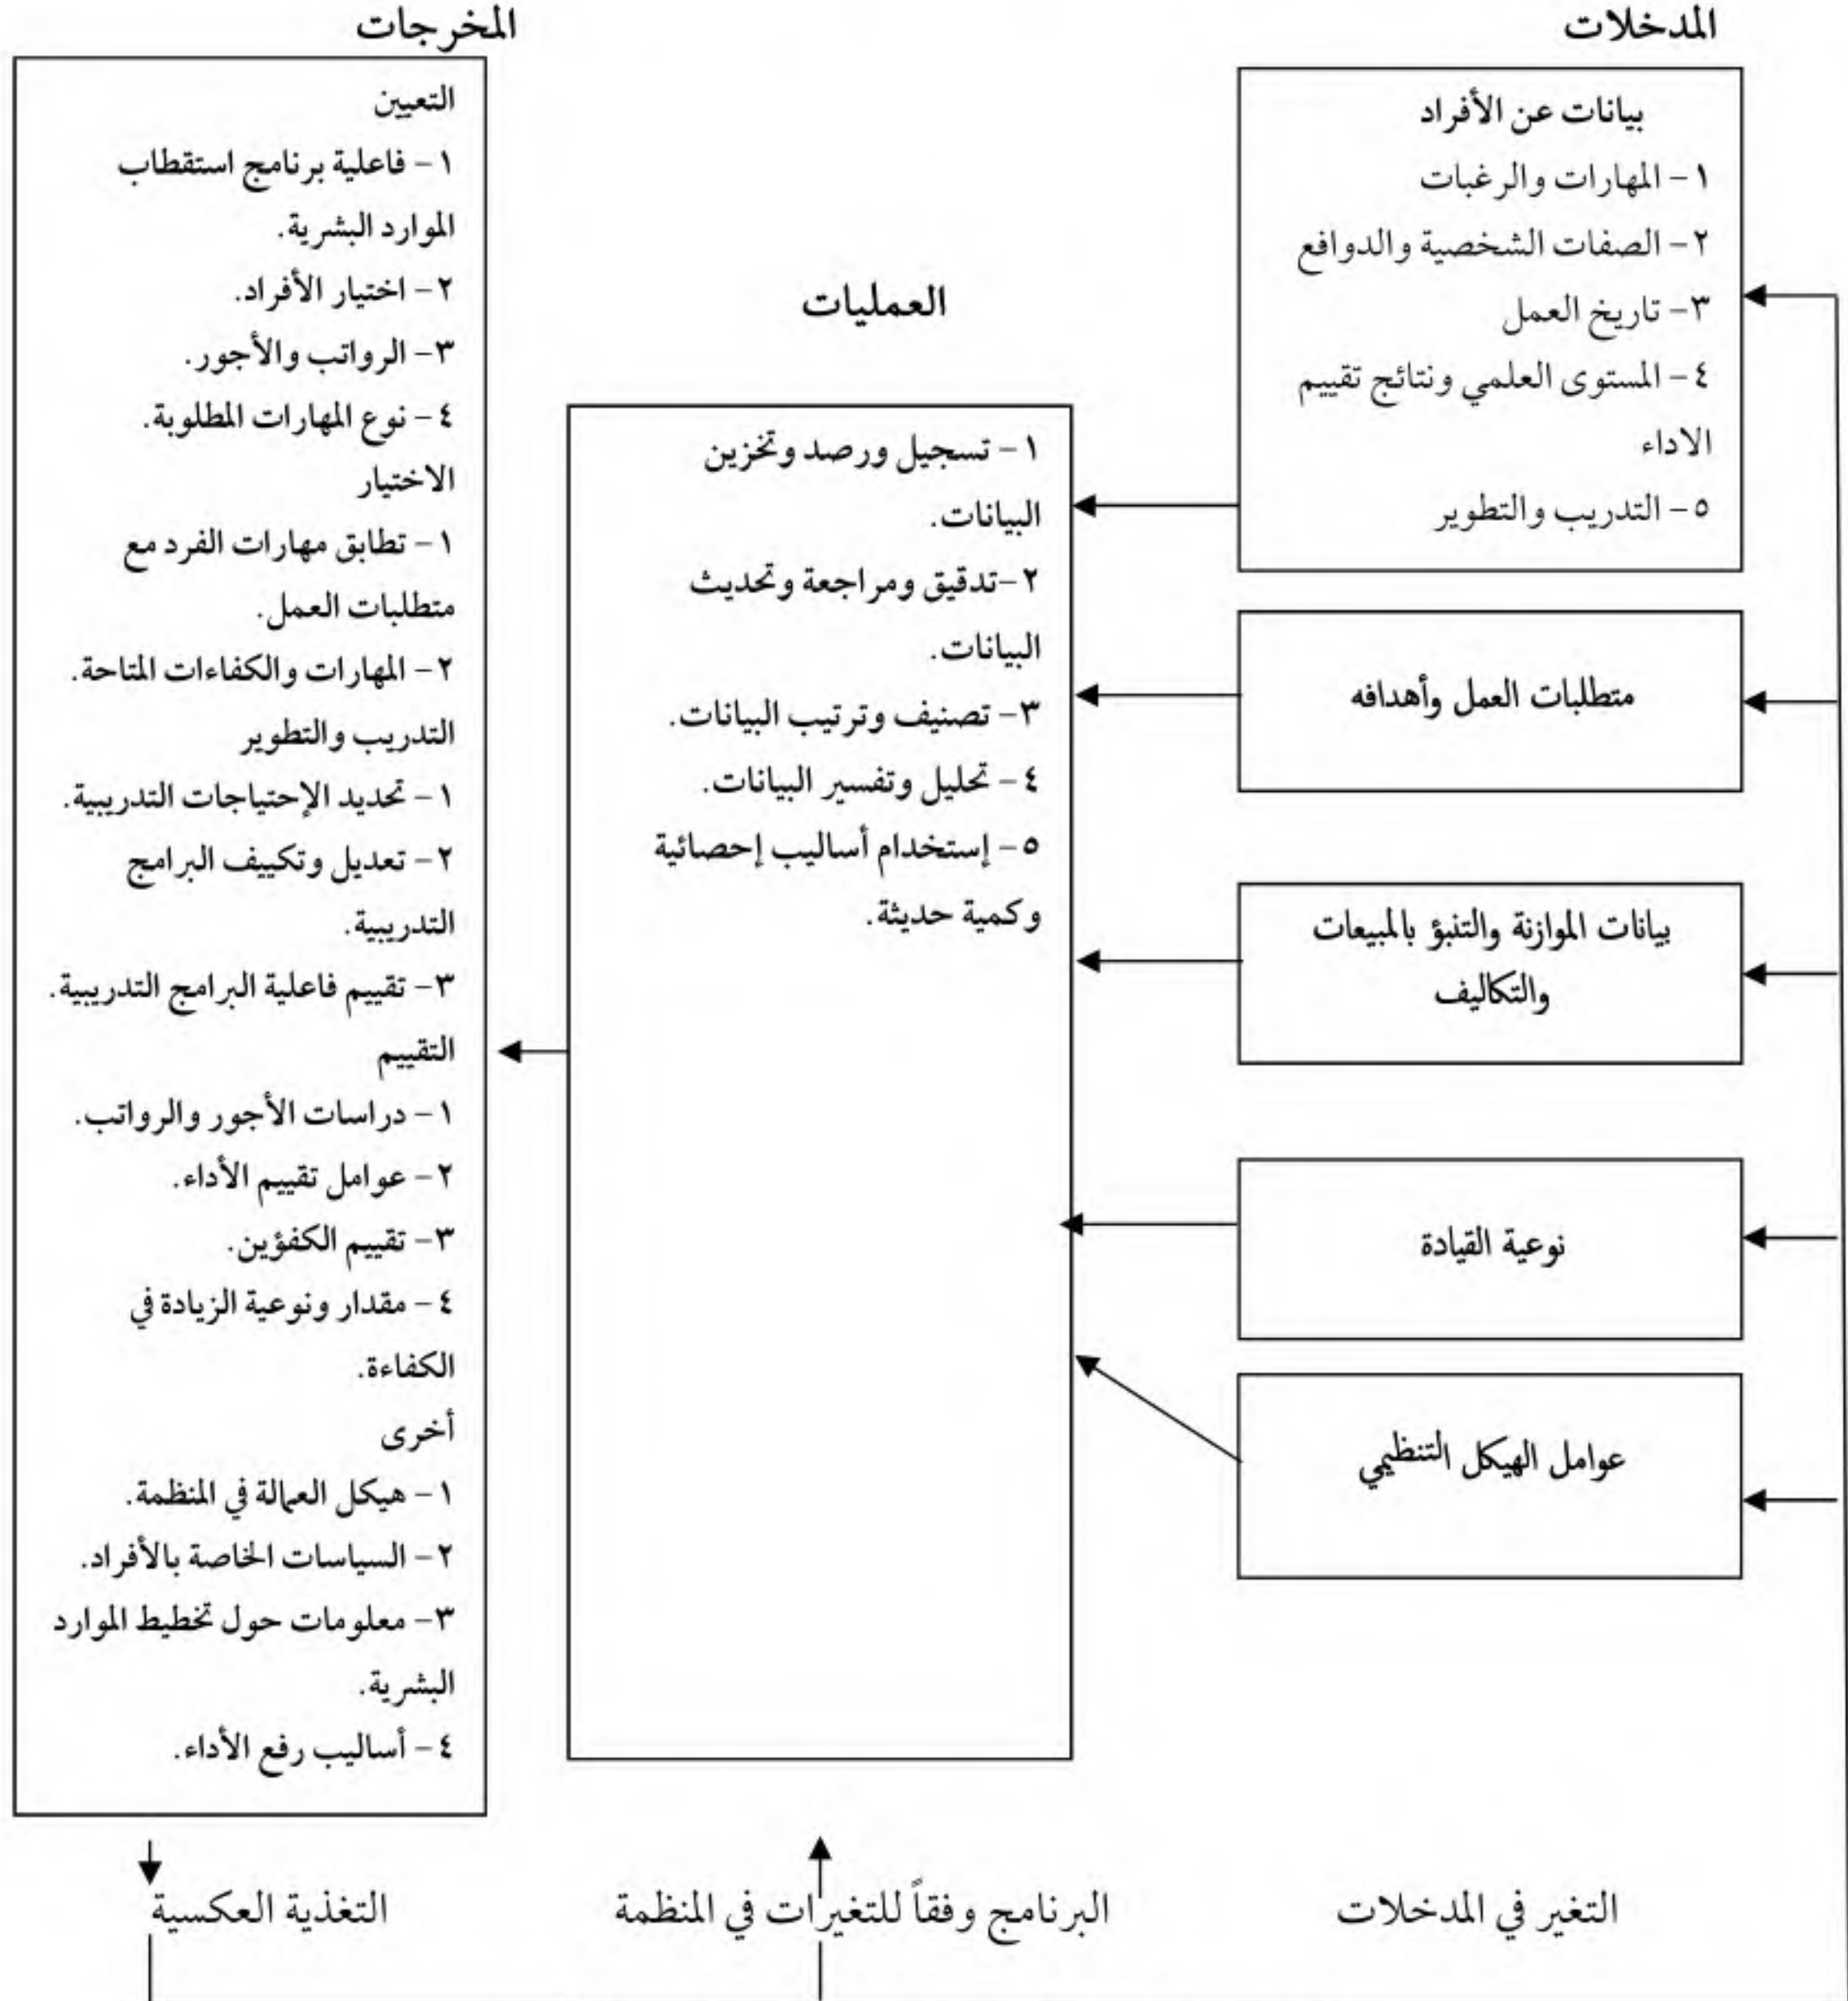 المدخلات
بيانات عن الأفراد
١- المهارات والرغبات
٢- الصفات الشخصية والدوافع
٣- تاريخ العمل
٤- المستوى العلمي ونتائج تقييم
الاداء
٥- التدريب والتطوير
متطلبات العمل وأهدافه
بيانات الموازنة والتنبؤ بالمبيعات
والتكاليف
نوعية القيادة
عوامل الهيكل التنظيمي
التغير في المدخلات
العمليات
١- تسجيل ورصد وتخزين
البيانات.
٢-تدقيق ومراجعة وتحديث
البيانات.
٣- تصنيف وترتيب البيانات.
٤- تحليل وتفسير البيانات.
٥- إستخدام أساليب إحصائية
وكمية حديثة.
البرنامج وفقاً للتغيرات في المنظمة
المخرجات
التعيين
١- فاعلية برنامج استقطاب
الموارد البشرية.
٢- اختيار الأفراد.
٣- الرواتب والأجور.
٤- نوع المهارات المطلوبة.
الاختيار
١- تطابق مهارات الفرد مع
متطلبات العمل.
٢- المهارات والكفاءات المتاحة.
التدريب والتطوير
١- تحديد الإحتياجات التدريبية.
٢- تعديل وتكييف البرامج
التدريبية.
٣- تقييم فاعلية البرامج التدريبية.
التقييم
١- دراسات الأجور والرواتب.
٢- عوامل تقييم الأداء.
٣- تقييم الكفؤين.
٤- مقدار ونوعية الزيادة في
الكفاءة.
أخرى
١- هيكل العمالة في المنظمة.
٢- السياسات الخاصة بالأفراد.
٣- معلومات حول تخطيط الموارد
البشرية.
٤- أساليب رفع الأداء.
التغذية العكسية